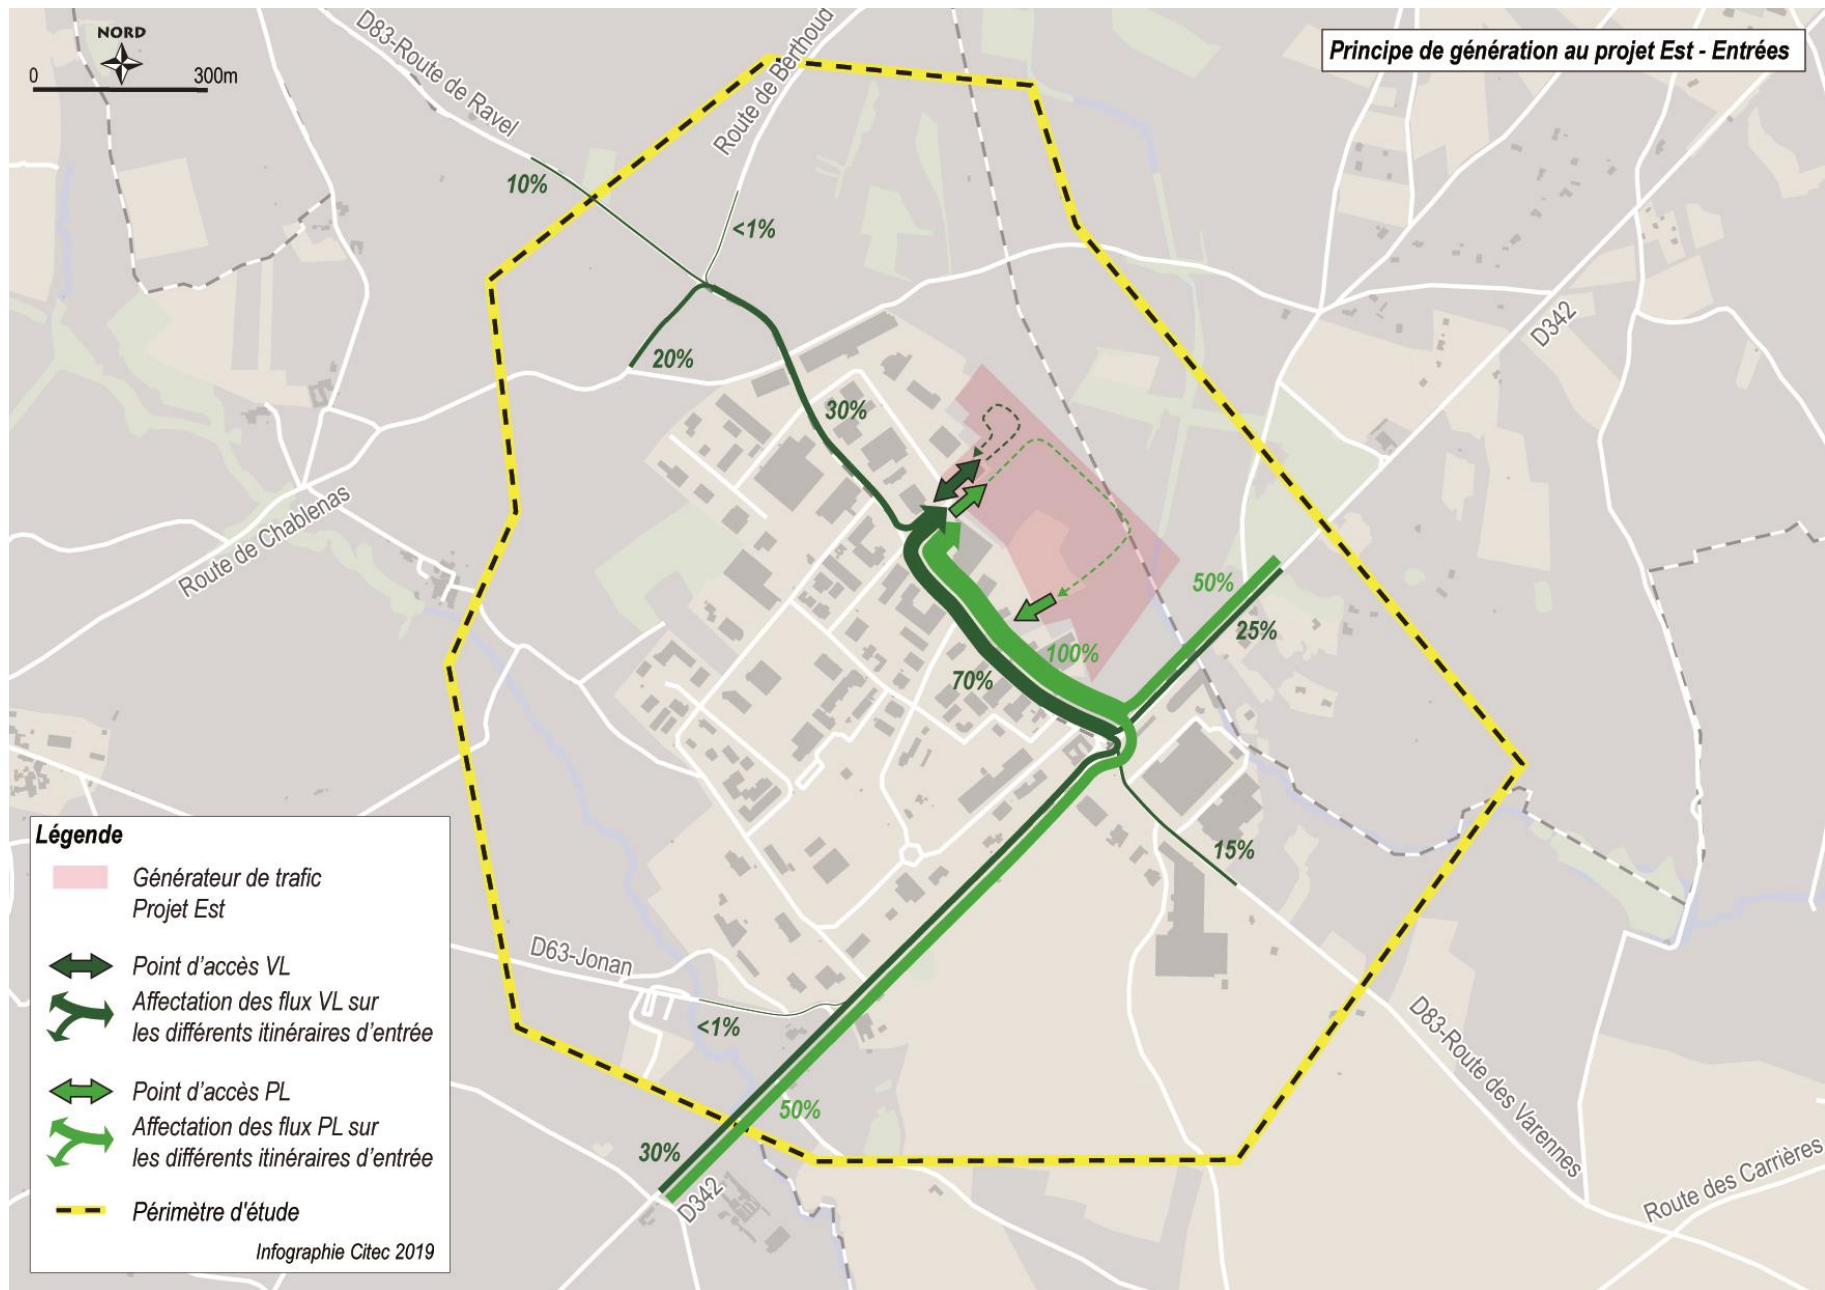 NORD
0 300m
D83-Route de Ravel
Route de Berthoud
Principe de génération au projet Est - Entrées
10%
<1%
D342
20%
30%
Route de Chablenas
50%
25%
100%
70%
15%
D63-Jonan
<1%
D83-Route des Varennes
50%
30%
D342
Route des Carrières
Légende
Générateur de trafic
Projet Est
Point d'accès VL
Affectation des flux VL sur
les différents itinéraires d'entrée
Point d'accès PL
Affectation des flux PL sur
les différents itinéraires d'entrée
Périmètre d'étude
Infographie Citec 2019